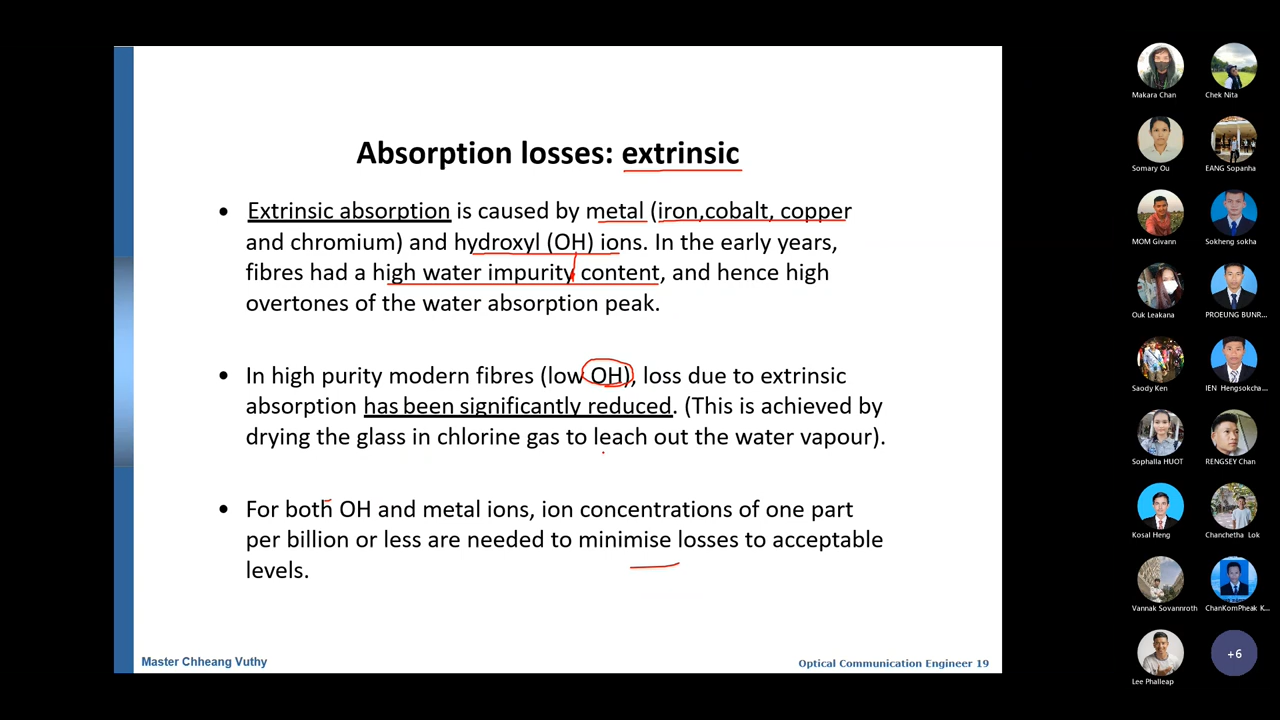 Absorption losses: extrinsic
• Extrinsic absorption is caused by metal (iron,cobalt, copper
and chromium) and hydroxyl (OH) ions. In the early years,
fibres had a high water impurity content, and hence high
overtones of the water absorption peak.
• In high purity modern fibres (low OH), loss due to extrinsic
absorption has been significantly reduced. (This is achieved by
drying the glass in chlorine gas to leach out the water vapour).
• For both OH and metal ions, ion concentrations of one part
per billion or less are needed to minimise losses to acceptable
levels.
Master Chheang Vuthy
Optical Communication Engineer 19
Makara Chan
Chek Nita
Somary Ou
EANG Sopanha
MOM Givann
Sokheng sokha
Ouk Leakana
PROEUNG BUNR...
Saody Ken
IEN Hengsokcha...
Sophalla HUOT
RENGSEY Chan
Kosal Heng
Chanchetha Lok
Vannak Sovannroth
ChanKomPheak K...
Lee Phalleap
+6